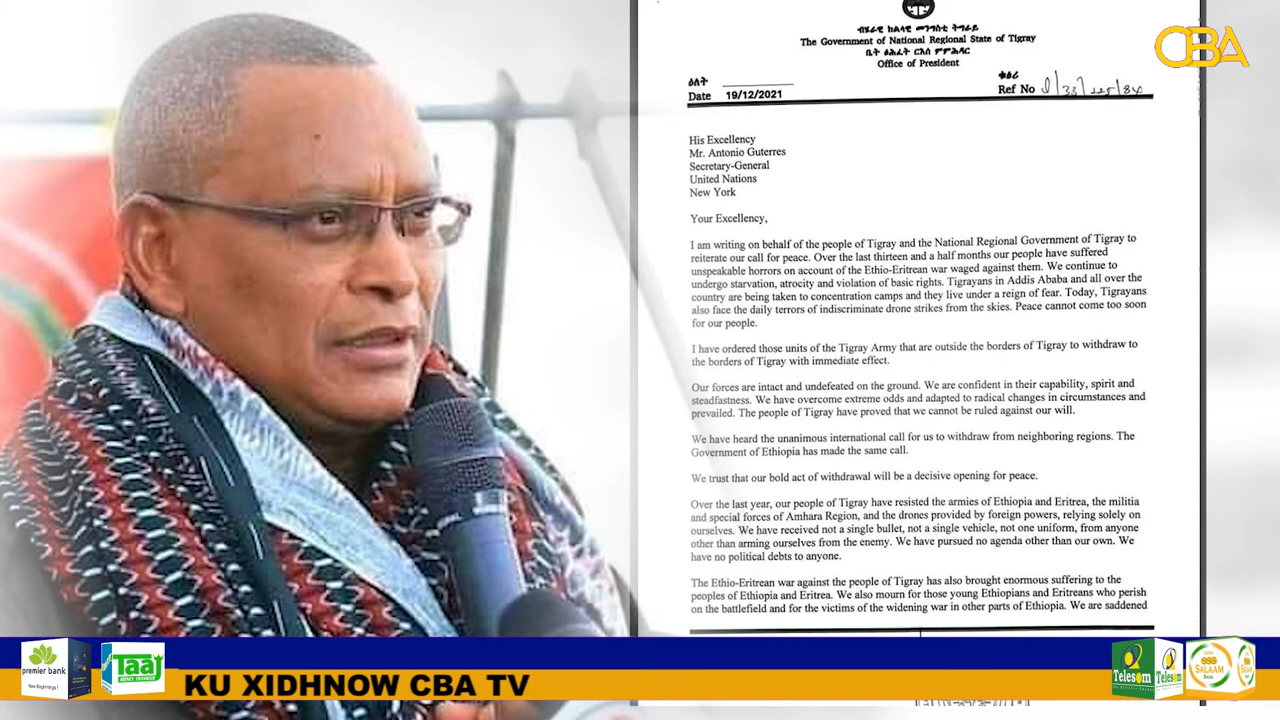 ብሄራዊ ክልላዊ መንግስቲ ትግራይ
The Government of National Regional State of Tigray
ቤት ፅሕፈት ርእሰ ምምሕዳር
Office of President
ዕለት
Date 19/12/2021
ቁፅሪ
Ref No
His Excellency
Mr. Antonio Guterres
Secretary-General
United Nations
New York
Your Excellency,
I am writing on behalf of the people of Tigray and the National Regional Government of Tigray to
reiterate our call for peace. Over the last thirteen and a half months our people have suffered
unspeakable horrors on account of the Ethio-Eritrean war waged against them. We continue to
undergo starvation, atrocity and violation of basic rights. Tigrayans in Addis Ababa and all over the
country are being taken to concentration camps and they live under a reign of fear. Today, Tigrayans
also face the daily terrors of indiscriminate drone strikes from the skies. Peace cannot come too soon
for our people.
I have ordered those units of the Tigray Army that are outside the borders of Tigray to withdraw to
the borders of Tigray with immediate effect.
Our forces are intact and undefeated on the ground. We are confident in their capability, spirit and
steadfastness. We have overcome extreme odds and adapted to radical changes in circumstances and
prevailed. The people of Tigray have proved that we cannot be ruled against our will.
We have heard the unanimous international call for us to withdraw from neighboring regions. The
Government of Ethiopia has made the same call.
We trust that our bold act of withdrawal will be a decisive opening for peace.
Over the last year, our people of Tigray have resisted the armies of Ethiopia and Eritrea, the militia
and special forces of Amhara Region, and the drones provided by foreign powers, relying solely on
ourselves. We have received not a single bullet, not a single vehicle, not one uniform, from anyone
other than arming ourselves from the enemy. We have pursued no agenda other than our own. We
have no political debts to anyone.
The Ethio-Eritrean war against the people of Tigray has also brought enormous suffering to the
peoples of Ethiopia and Eritrea. We also mourn for those young Ethiopians and Eritreans who perish
on the battlefield and for the victims of the widening war in other parts of Ethiopia. We are saddened
CBA
premier bank
New Beginnings!
Taaj
MONEY TRANSFER
KU XIDHNOW CBA TV
Telesom
Telesom
SALAAM
BANK